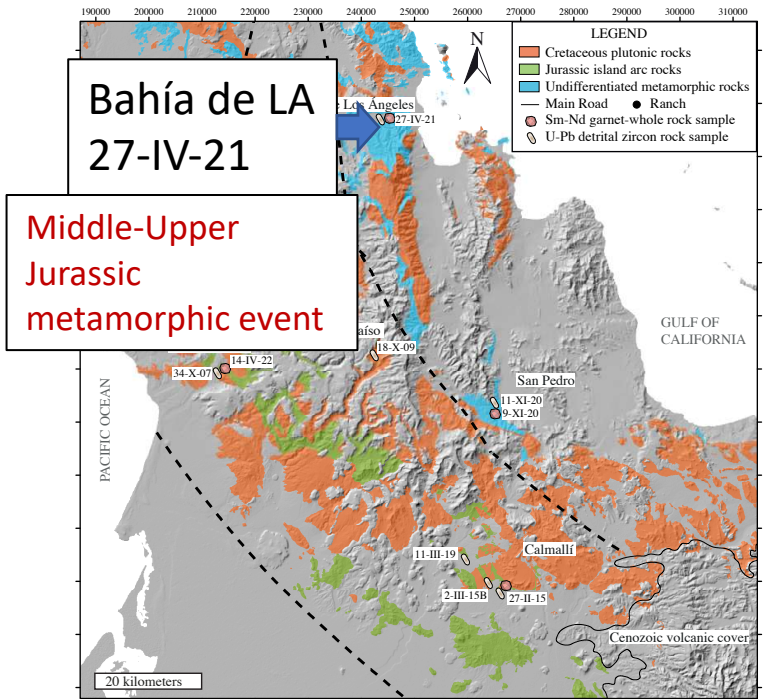 190000
200000
210000
220000
230000
240000
250000
260000
270000
280000
290000
300000
310000
N
LEGEND
Cretaceous plutonic rocks
Jurassic island arc rocks
Undifferentiated metamorphic rocks
Main Road
Ranch
Sm-Nd garnet-whole rock sample
U-Pb detrital zircon rock sample
Bahía de LA
27-IV-21
Los Ángeles
27-IV-21
Middle-Upper
Jurassic
metamorphic event
GULF OF
CALIFORNIA
18-X-09
14-IV-22
34-X-07
San Pedro
11-XI-20
9-XI-20
PACIFIC OCEAN
11-III-19
Calmallí
2-III-15B
27-II-15
Cenozoic volcanic cover
20 kilometers